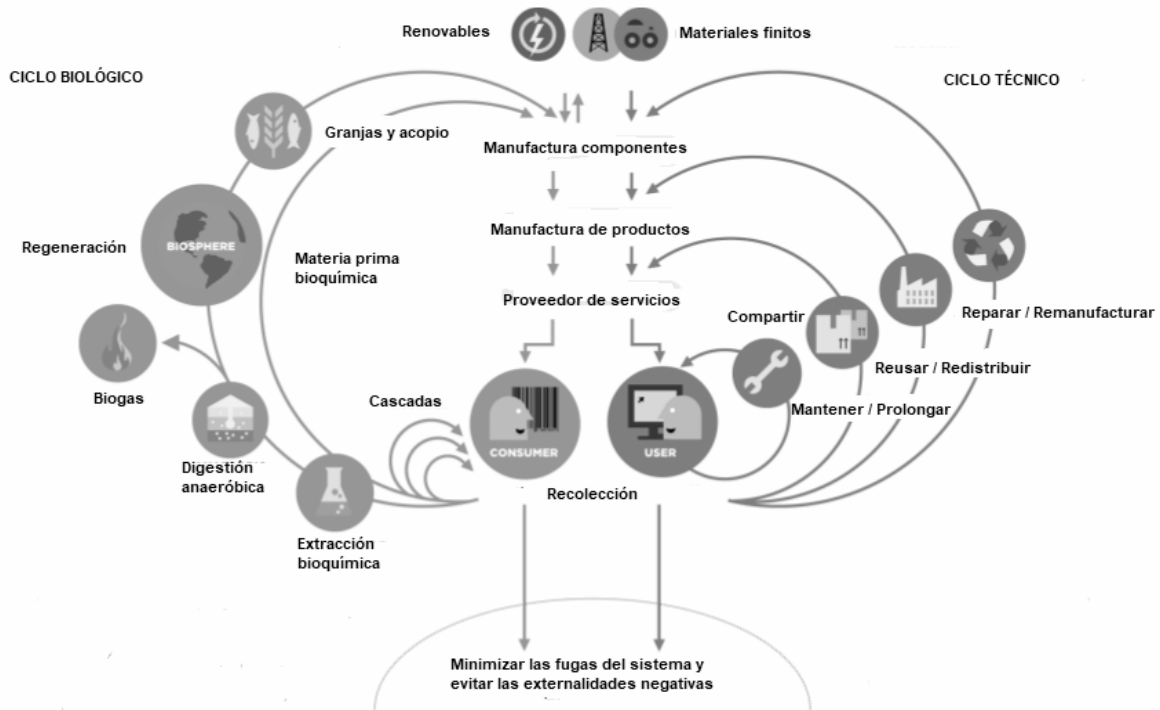 Renovables
Materiales finitos
CICLO BIOLÓGICO
CICLO TÉCNICO
Granjas y acopio
Manufactura componentes
Regeneración
BIOSPHERE
Manufactura de productos
Materia prima
bioquímica
Proveedor de servicios
Compartir
Reparar / Remanufacturar
Reusar / Redistribuir
Biogas
Cascadas
Mantener / Prolongar
CONSUMER
USER
Digestión
anaeróbica
Recolección
Extracción
bioquímica
Minimizar las fugas del sistema y
evitar las externalidades negativas